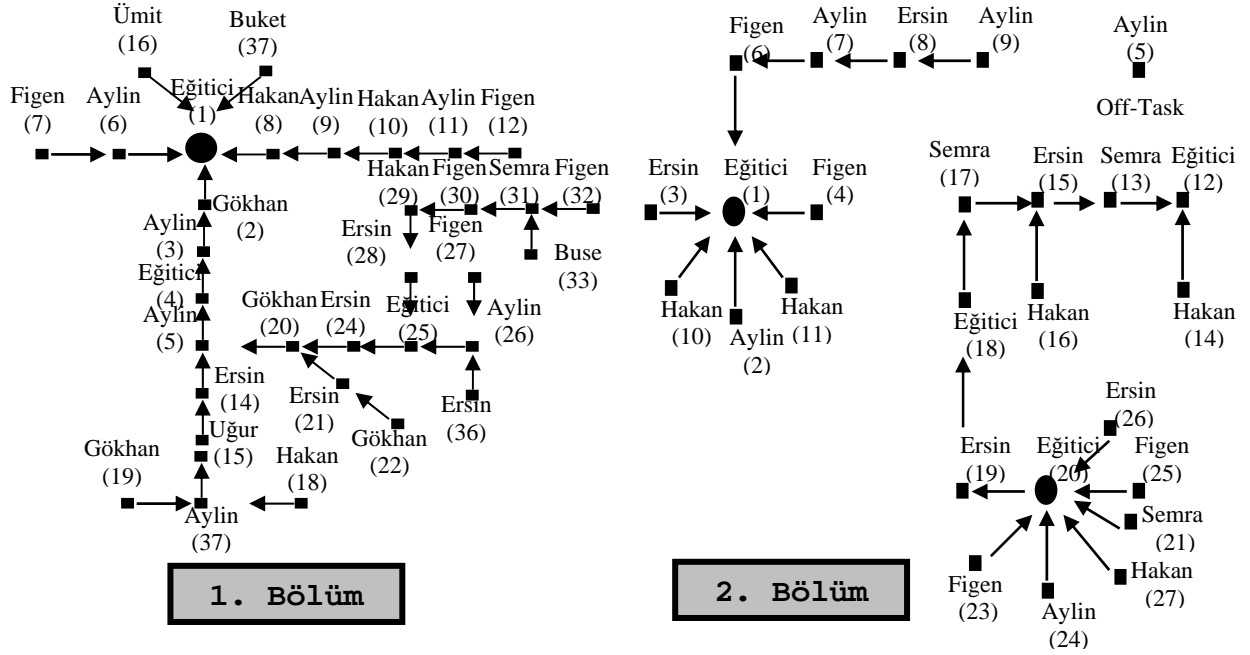 Ümit
(16)
Buket
(37)
Eğitici
(1)
Figen
(7)
Aylin
(6)
Hakan
(8)
Aylin
(9)
Hakan
(10)
Aylin
(11)
Figen
(12)
Gökhan
(2)
Aylin
(3)
Eğitici
(4)
Aylin
(5)
Ersin
(14)
Uğur
(15)
Gökhan
(19)
Hakan
(18)
Aylin
(37)
Hakan
(29)
Figen
(30)
Semra
(31)
Figen
(32)
Buse
(33)
Ersin
(28)
Figen
(27)
Gökhan
(20)
Ersin
(24)
Eğitici
(25)
Aylin
(26)
Ersin
(21)
Gökhan
(22)
Ersin
(36)
1. Bölüm
Figen
(6)
Aylin
(7)
Ersin
(8)
Aylin
(9)
Aylin
(5)
Off-Task
Ersin
(3)
Eğitici
(1)
Figen
(4)
Hakan
(10)
Aylin
(2)
Hakan
(11)
Semra
(17)
Ersin
(15)
Semra
(13)
Eğitici
(12)
Eğitici
(18)
Hakan
(16)
Hakan
(14)
Ersin
(26)
Ersin
(19)
Eğitici
(20)
Figen
(25)
Semra
(21)
Hakan
(27)
Figen
(23)
Aylin
(24)
2. Bölüm